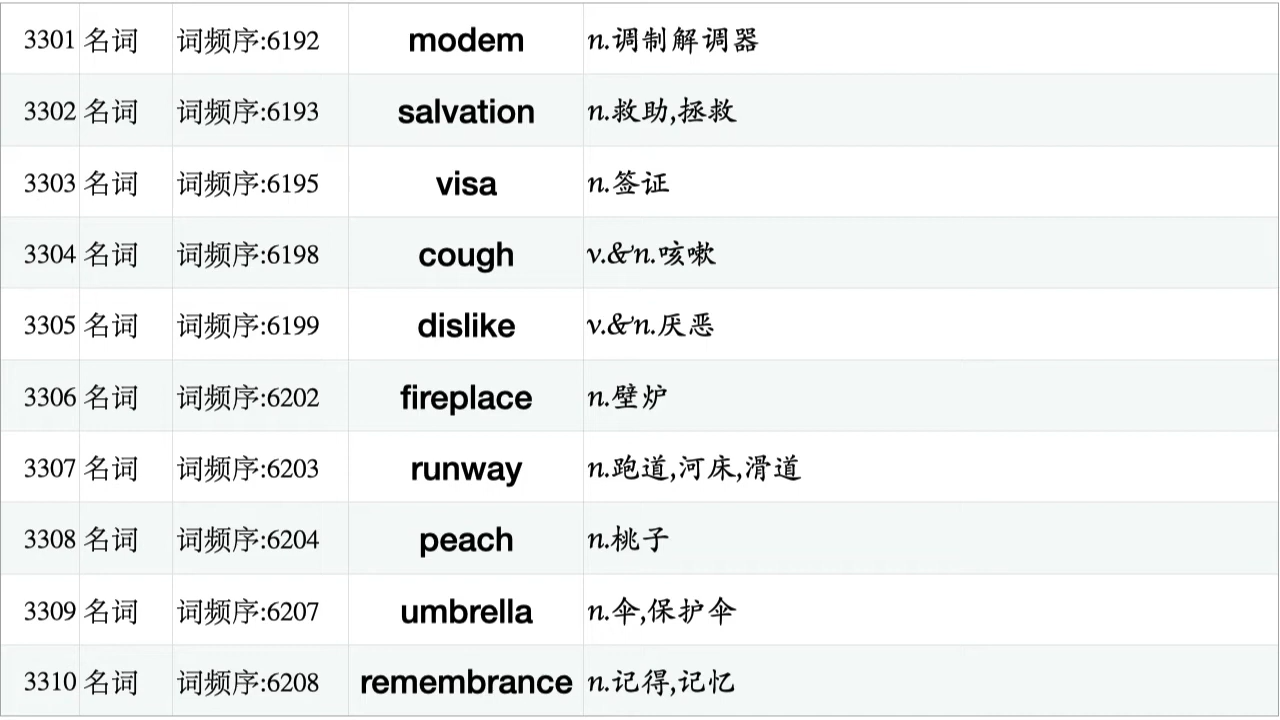 3301 名词 词频序:6192 modem n.调制解调器
3302 名词 词频序:6193 salvation n.救助,拯救
3303 名词 词频序:6195 visa n.签证
3304 名词 词频序:6198 cough v.&n.咳嗽
3305 名词 词频序:6199 dislike v.&n.厌恶
3306 名词 词频序:6202 fireplace n.壁炉
3307 名词 词频序:6203 runway n.跑道,河床,滑道
3308 名词 词频序:6204 peach n.桃子
3309 名词 词频序:6207 umbrella n.伞,保护伞
3310 名词 词频序:6208 remembrance n.记得,记忆